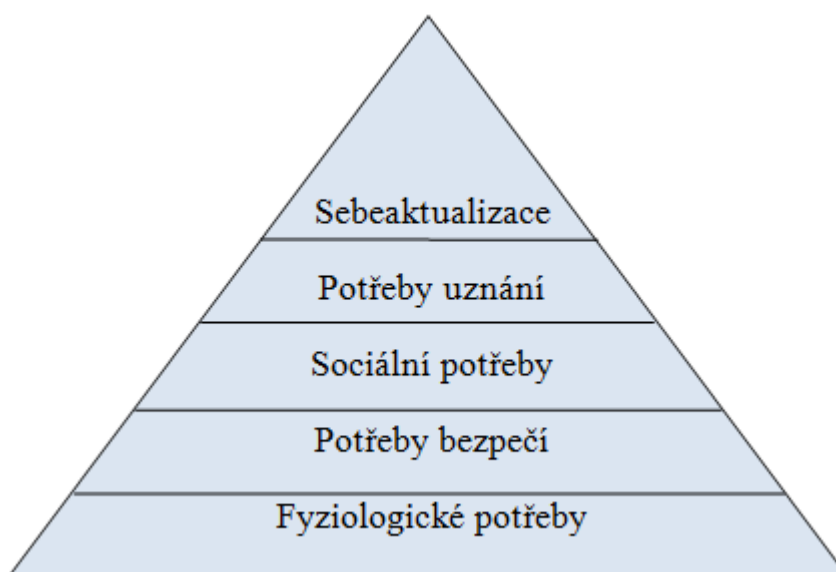 Sebeaktualizace
Potřeby uznání
Sociální potřeby
Potřeby bezpečí
Fyziologické potřeby